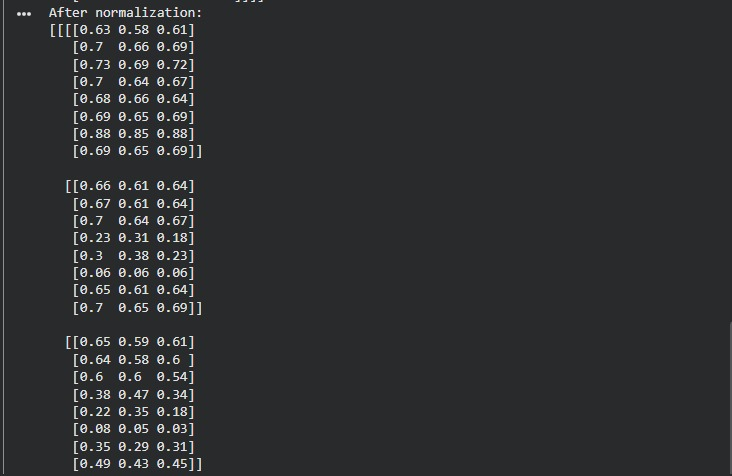 ••• After normalization:
[[[[0.63 0.58 0.61]
[0.7  0.66 0.69]
[0.73 0.69 0.72]
[0.7  0.64 0.67]
[0.68 0.66 0.64]
[0.69 0.65 0.69]
[0.88 0.85 0.88]
[0.69 0.65 0.69]]
[[0.66 0.61 0.64]
[0.67 0.61 0.64]
[0.7  0.64 0.67]
[0.23 0.31 0.18]
[0.3  0.38 0.23]
[0.06 0.06 0.06]
[0.65 0.61 0.64]
[0.7  0.65 0.69]]
[[0.65 0.59 0.61]
[0.64 0.58 0.6 ]
[0.6  0.6  0.54]
[0.38 0.47 0.34]
[0.22 0.35 0.18]
[0.08 0.05 0.03]
[0.35 0.29 0.31]
[0.49 0.43 0.45]]